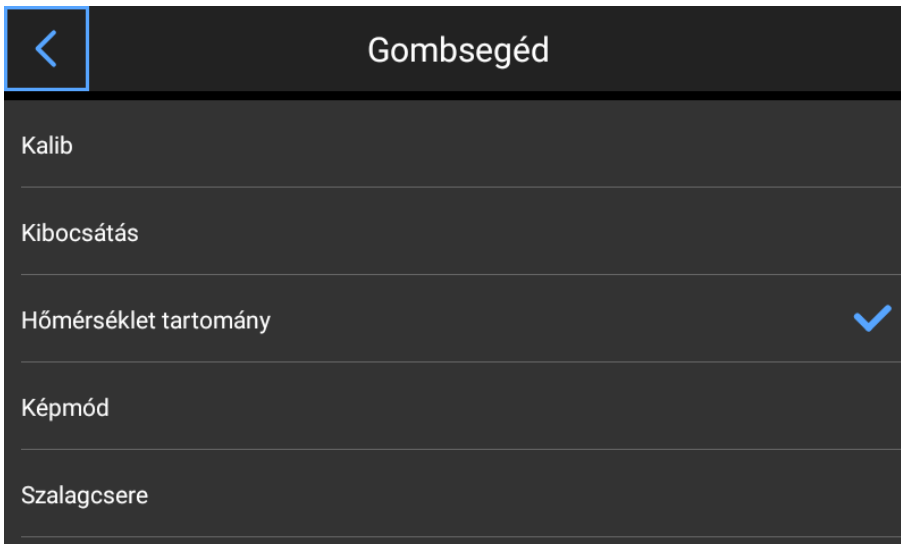 Gombsegéd
Kalib
Kibocsátás
Hőmérséklet tartomány
Képmód
Szalagcsere